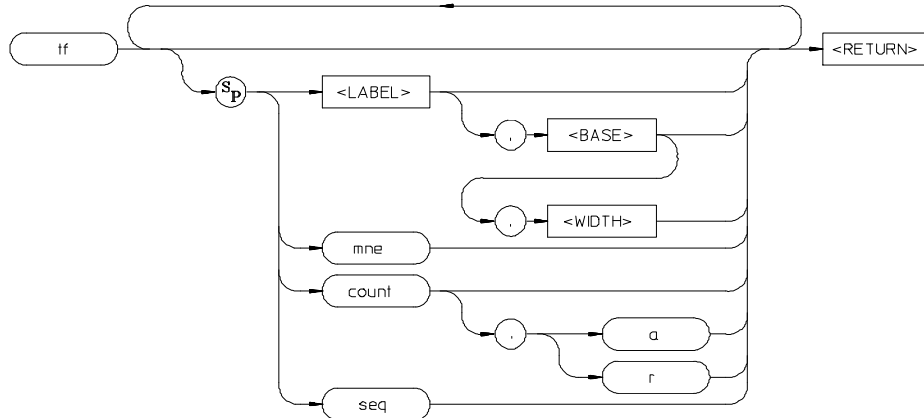 tf
<RETURN>
SP
<LABEL>
,
<BASE>
,
<WIDTH>
mne
count
,
a
r
seq